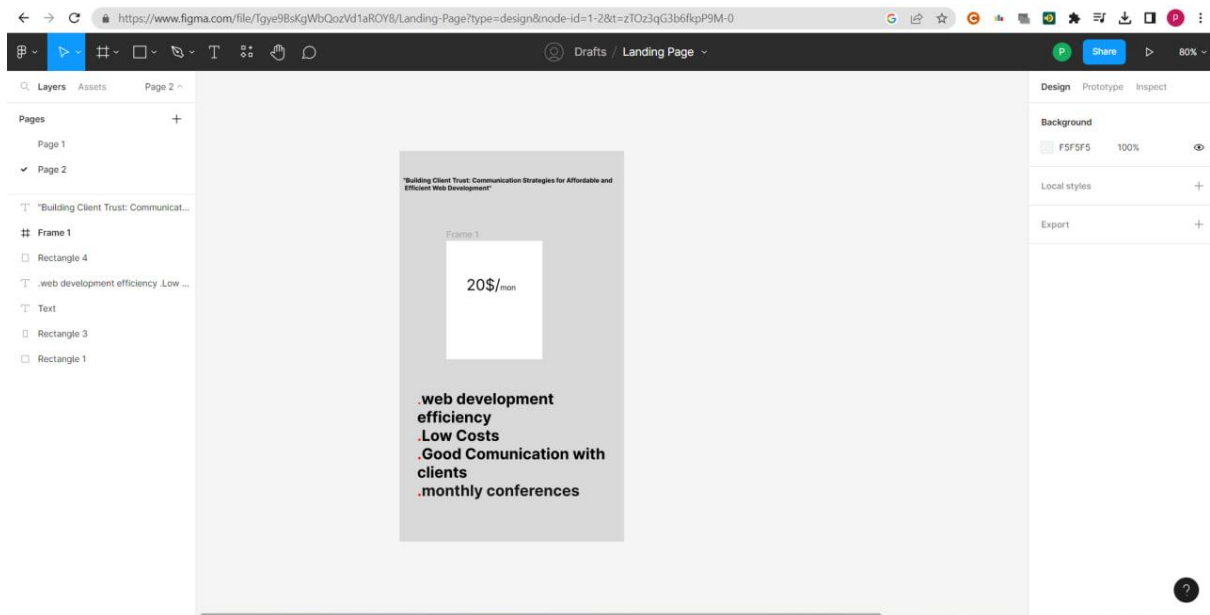 https://www.figma.com/file/Tgye9BsKgWbQozVd1aROY8/Landing-Page?type=design&node-id=1-2&t=zTOz3qG3b6fkpP9M-0
Drafts / Landing Page
P
Share
80%
Layers Assets Page 2
Design Prototype Inspect
Pages
Page 1
Page 2
"Building Client Trust: Communicat...
Frame 1
Rectangle 4
.web development efficiency .Low ...
Text
Rectangle 3
Rectangle 1
"Building Client Trust: Communication Strategies for Affordable and
Efficient Web Development"
Frame 1
20$/mon
.web development
efficiency
.Low Costs
.Good Comunication with
clients
.monthly conferences
Background
F5F5F5 100%
Local styles
Export
?